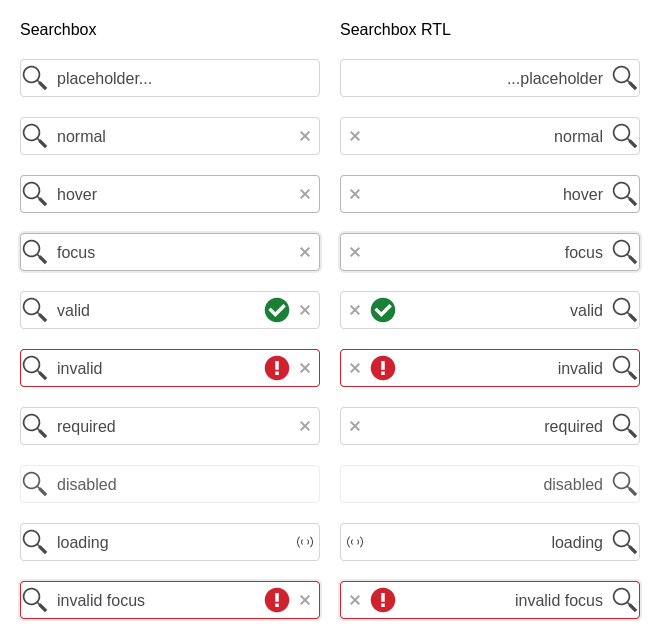 Searchbox
placeholder...
normal
hover
focus
valid
invalid
required
disabled
loading
invalid focus
Searchbox RTL
...placeholder
normal
hover
focus
valid
invalid
required
disabled
loading
invalid focus